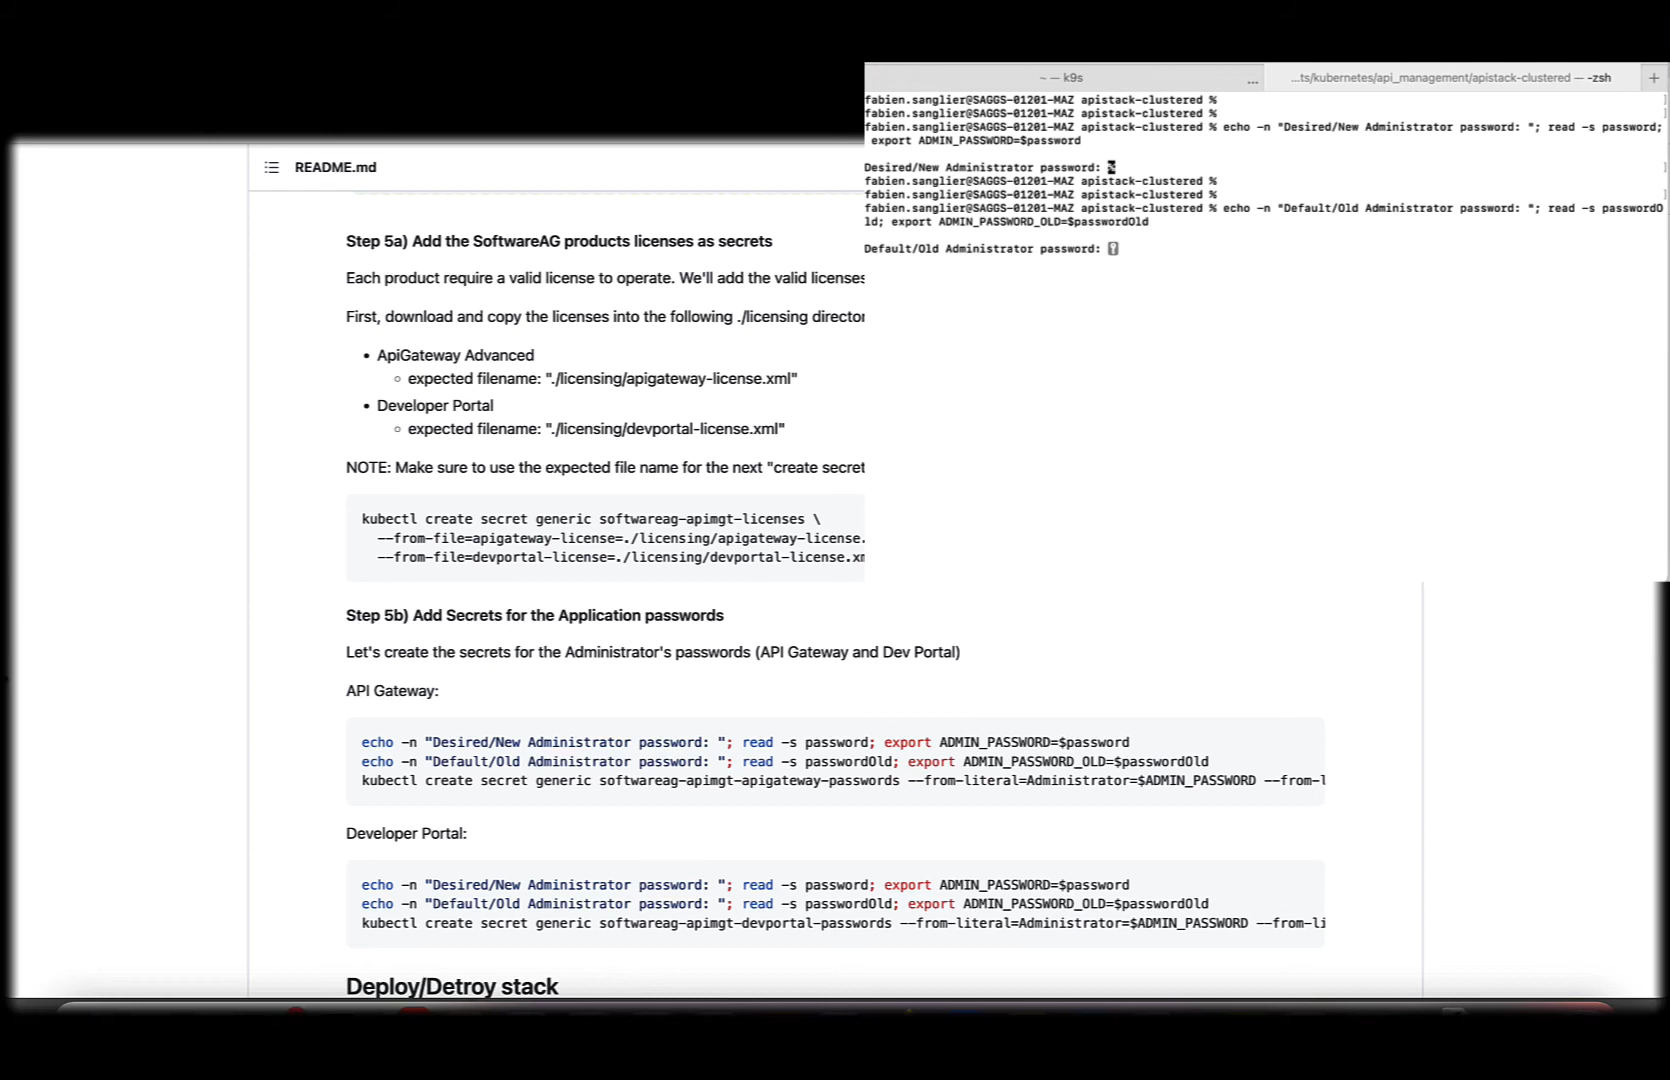 ~ — k9s
...
...ts/kubernetes/api_management/apistack-clustered — -zsh
+
fabien.sanglier@SAGGS-01201-MAZ apistack-clustered %
fabien.sanglier@SAGGS-01201-MAZ apistack-clustered %
fabien.sanglier@SAGGS-01201-MAZ apistack-clustered % echo -n "Desired/New Administrator password: "; read -s password;
export ADMIN_PASSWORD=$password
Desired/New Administrator password:
fabien.sanglier@SAGGS-01201-MAZ apistack-clustered %
fabien.sanglier@SAGGS-01201-MAZ apistack-clustered %
fabien.sanglier@SAGGS-01201-MAZ apistack-clustered % echo -n "Default/Old Administrator password: "; read -s passwordO
ld; export ADMIN_PASSWORD_OLD=$passwordOld
Default/Old Administrator password:
README.md
Step 5a) Add the SoftwareAG products licenses as secrets
Each product require a valid license to operate. We'll add the valid licenses
First, download and copy the licenses into the following ./licensing director
• ApiGateway Advanced
○ expected filename: "./licensing/apigateway-license.xml"
• Developer Portal
○ expected filename: "./licensing/devportal-license.xml"
NOTE: Make sure to use the expected file name for the next "create secret
kubectl create secret generic softwareag-apimgt-licenses \
--from-file=apigateway-license=./licensing/apigateway-license.
--from-file=devportal-license=./licensing/devportal-license.xm
Step 5b) Add Secrets for the Application passwords
Let's create the secrets for the Administrator's passwords (API Gateway and Dev Portal)
API Gateway:
echo -n "Desired/New Administrator password: "; read -s password; export ADMIN_PASSWORD=$password
echo -n "Default/Old Administrator password: "; read -s passwordOld; export ADMIN_PASSWORD_OLD=$passwordOld
kubectl create secret generic softwareag-apimgt-apigateway-passwords --from-literal=Administrator=$ADMIN_PASSWORD --from-l
Developer Portal:
echo -n "Desired/New Administrator password: "; read -s password; export ADMIN_PASSWORD=$password
echo -n "Default/Old Administrator password: "; read -s passwordOld; export ADMIN_PASSWORD_OLD=$passwordOld
kubectl create secret generic softwareag-apimgt-devportal-passwords --from-literal=Administrator=$ADMIN_PASSWORD --from-li
Deploy/Detroy stack